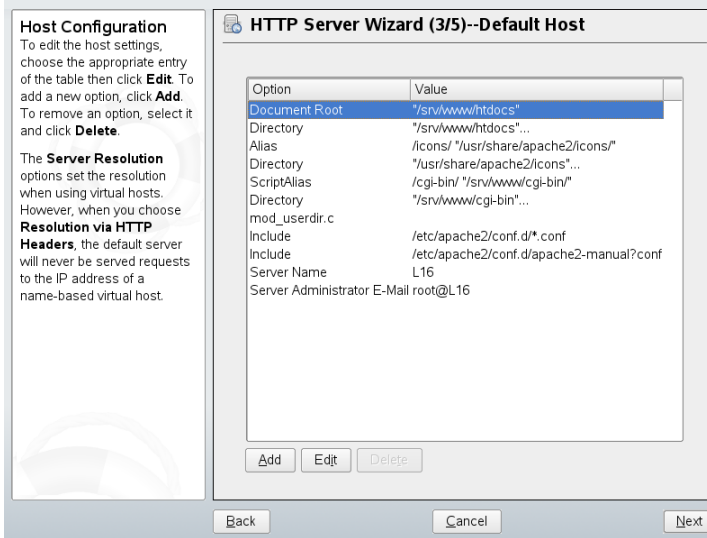 Host Configuration
To edit the host settings,
choose the appropriate entry
of the table then click Edit. To
add a new option, click Add.
To remove an option, select it
and click Delete.
The Server Resolution
options set the resolution
when using virtual hosts.
However, when you choose
Resolution via HTTP
Headers, the default server
will never be served requests
to the IP address of a
name-based virtual host.
HTTP Server Wizard (3/5)--Default Host
Option Value
Document Root "/srv/www/htdocs"
Directory "/srv/www/htdocs"...
Alias /icons/ "/usr/share/apache2/icons/"
Directory "/usr/share/apache2/icons"...
ScriptAlias /cgi-bin/ "/srv/www/cgi-bin/"
Directory "/srv/www/cgi-bin"...
mod_userdir.c
Include /etc/apache2/conf.d/*.conf
Include /etc/apache2/conf.d/apache2-manual?conf
Server Name L16
Server Administrator E-Mail root@L16
Add Edit Delete
Back Cancel Next